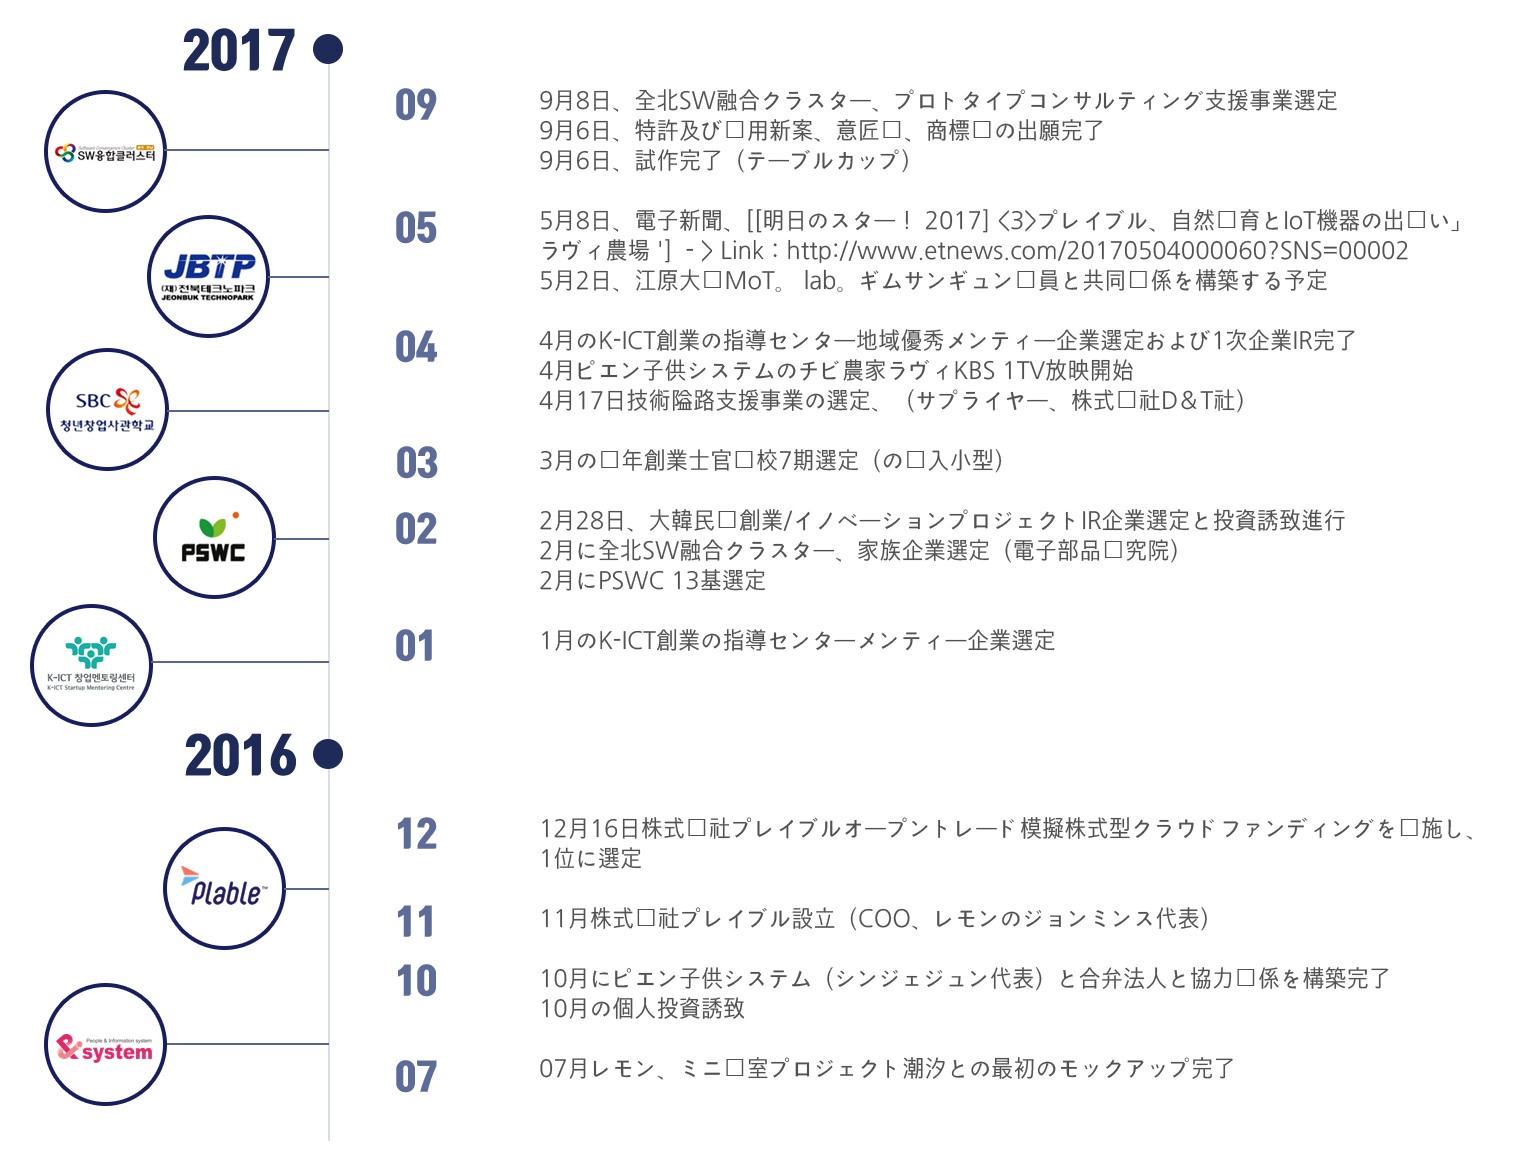 2017
09
9月8日、全北SW融合クラスター、プロトタイプコンサルティング支援事業選定
9月6日、特許及び□用新案、意匠□、商標□の出願完了
9月6日、試作完了（テーブルカップ）
Software Convergence Cluster
SW융합클러스터
05
5月8日、電子新聞、[[明日のスター！ 2017] <3>プレイブル、自然□育とIoT機器の出□い」
ラヴィ農場 '] - > Link : http://www.etnews.com/20170504000060?SNS=00002
5月2日、江原大□MoT。 lab。ギムサンギュン□員と共同□係を構築する予定
JBTP
(재)전북테크노파크
JEONBUK TECHNOPARK
04
4月のK-ICT創業の指導センター地域優秀メンティー企業選定および1次企業IR完了
4月ピエン子供システムのチビ農家ラヴィKBS 1TV放映開始
4月17日技術隘路支援事業の選定、（サプライヤー、株式□社D＆T社）
SBC
청년창업사관학교
03
3月の□年創業士官□校7期選定（の□入小型）
02
2月28日、大韓民□創業/イノベーションプロジェクトIR企業選定と投資誘致進行
2月に全北SW融合クラスター、家族企業選定（電子部品□究院）
2月にPSWC 13基選定
PSWC
01
1月のK-ICT創業の指導センターメンティー企業選定
K-ICT 창업멘토링센터
K-ICT Startup Mentoring Centre
2016
12
12月16日株式□社プレイブルオープントレード模擬株式型クラウドファンディングを□施し、
1位に選定
Plable™
11
11月株式□社プレイブル設立（COO、レモンのジョンミンス代表）
10
10月にピエン子供システム（シンジェジュン代表）と合弁法人と協力□係を構築完了
10月の個人投資誘致
People & Information system
&system
07
07月レモン、ミニ□室プロジェクト潮汐との最初のモックアップ完了